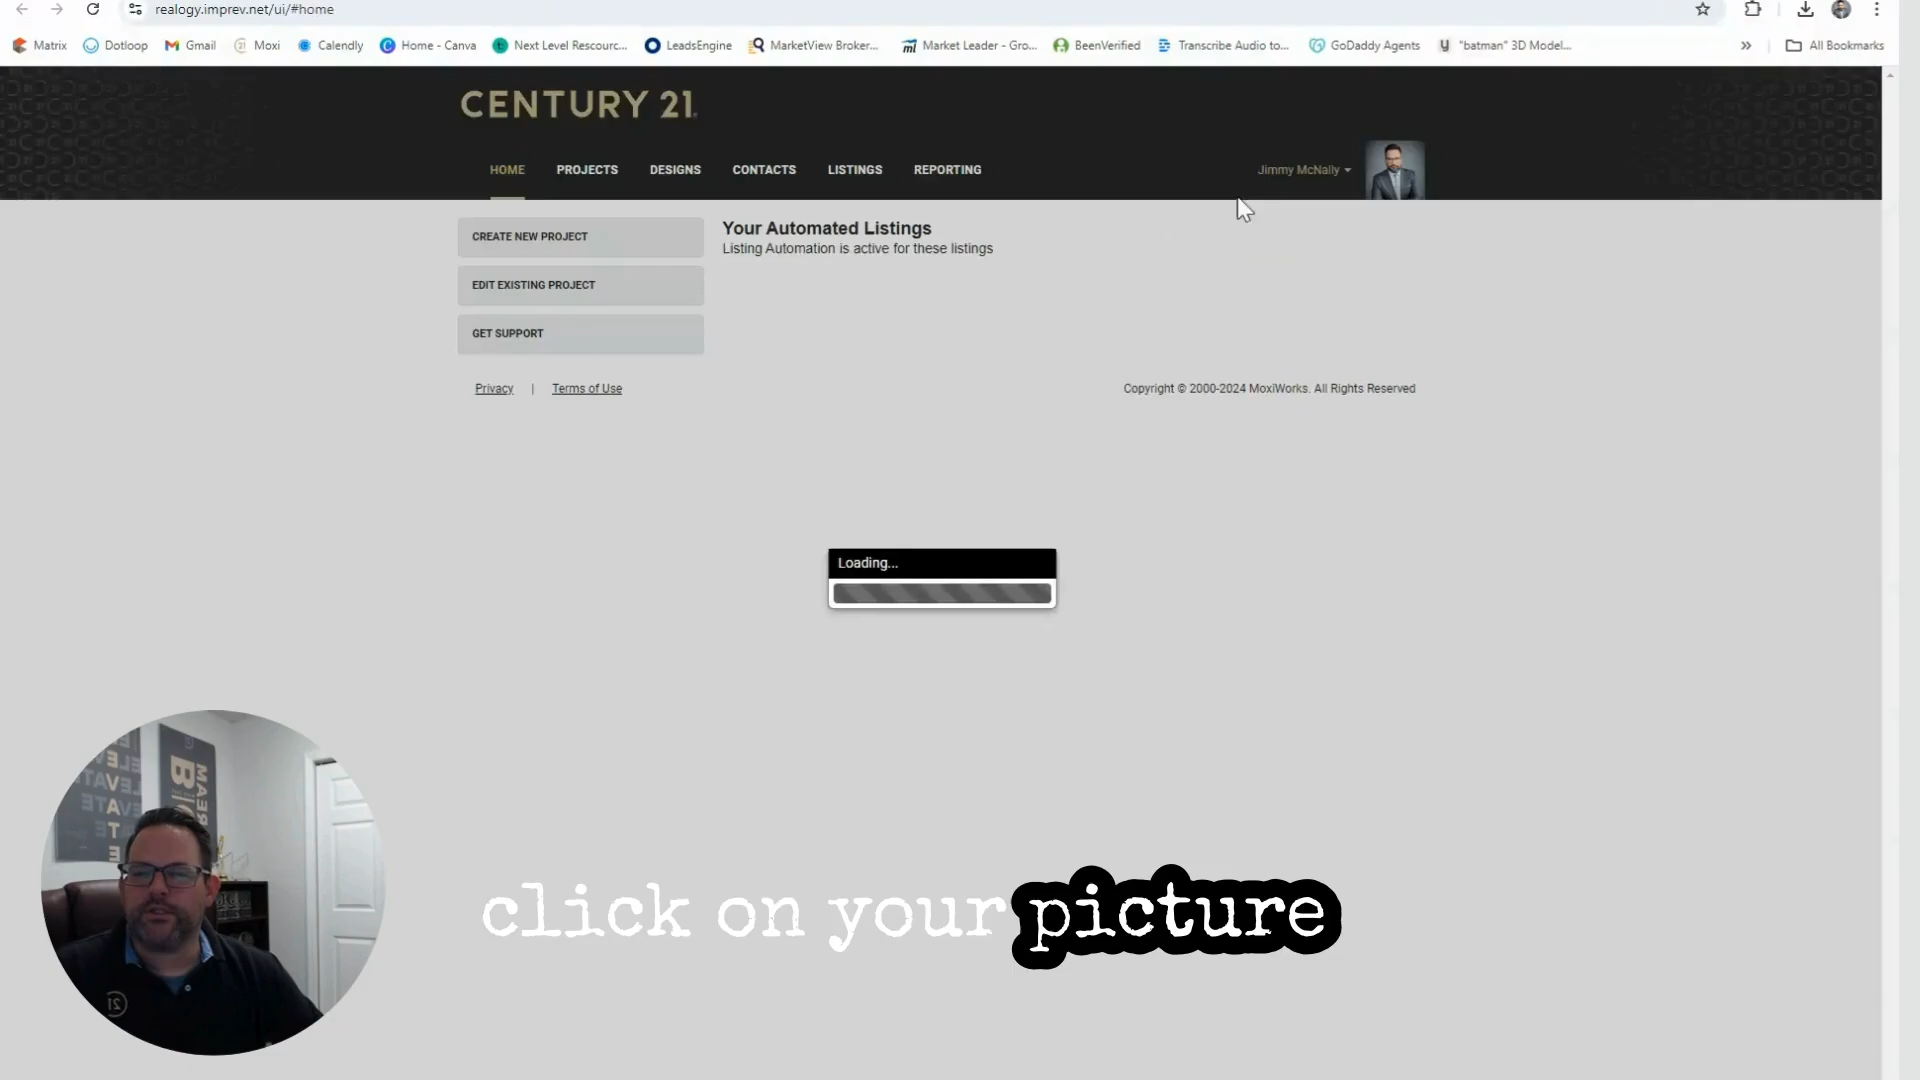 realogy.imprev.net/ui/#home
Matrix Dotloop Gmail Moxi Calendly Home - Canva Next Level Rescourc... LeadsEngine MarketView Broker... Market Leader - Gro... BeenVerified Transcribe Audio to... GoDaddy Agents "batman" 3D Model... » All Bookmarks
CENTURY 21
HOME PROJECTS DESIGNS CONTACTS LISTINGS REPORTING Jimmy McNally
CREATE NEW PROJECT
EDIT EXISTING PROJECT
GET SUPPORT
Your Automated Listings
Listing Automation is active for these listings
Privacy | Terms of Use Copyright © 2000-2024 MoxiWorks. All Rights Reserved
Loading...
click on your picture